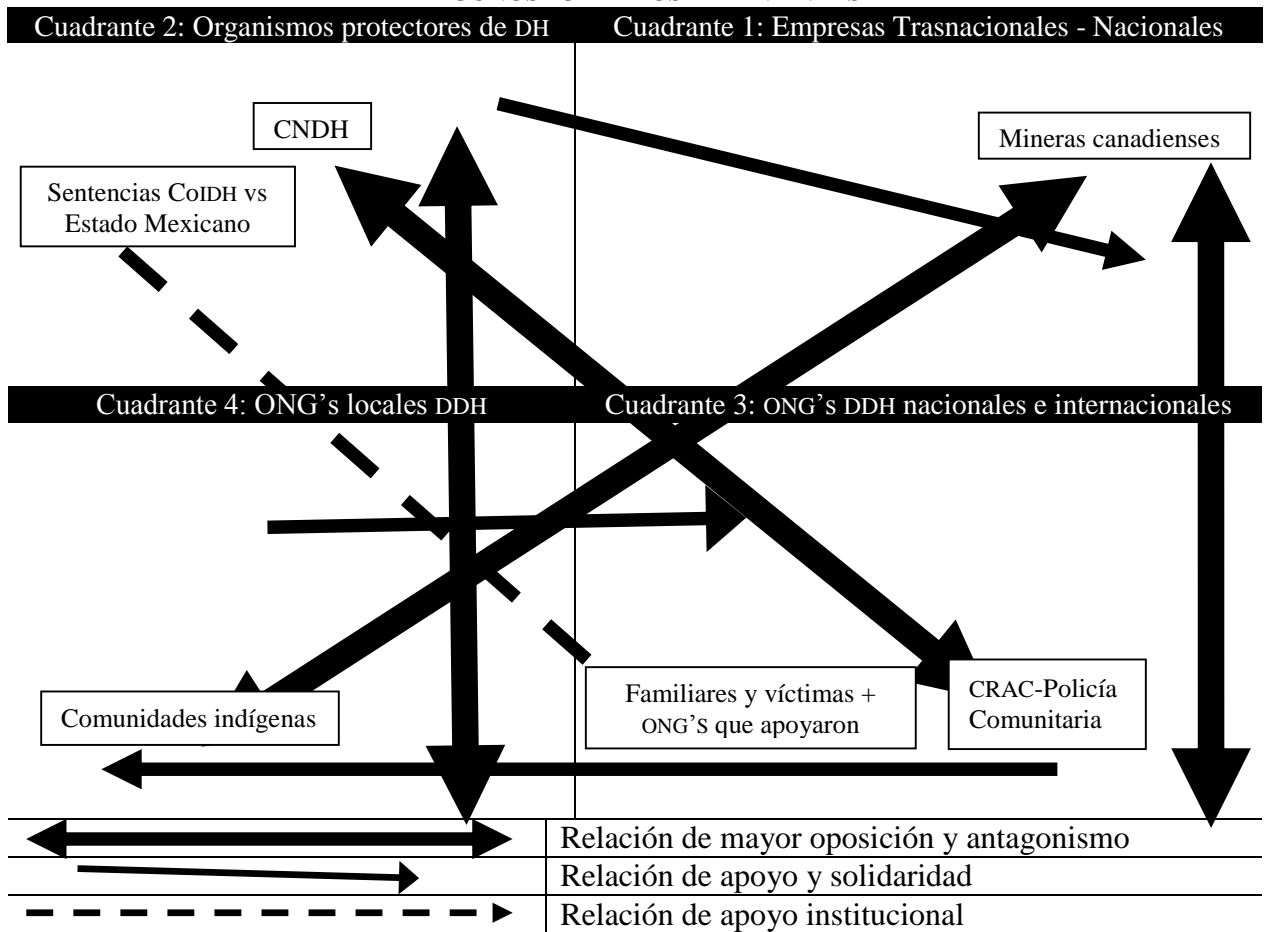 Cuadrante 2: Organismos protectores de DH
Cuadrante 1: Empresas Trasnacionales - Nacionales
CNDH
Mineras canadienses
Sentencias CoIDH vs
Estado Mexicano
Cuadrante 4: ONG’s locales DDH
Cuadrante 3: ONG’s DDH nacionales e internacionales
Comunidades indígenas
Familiares y víctimas +
ONG’S que apoyaron
CRAC-Policía
Comunitaria
Relación de mayor oposición y antagonismo
Relación de apoyo y solidaridad
Relación de apoyo institucional